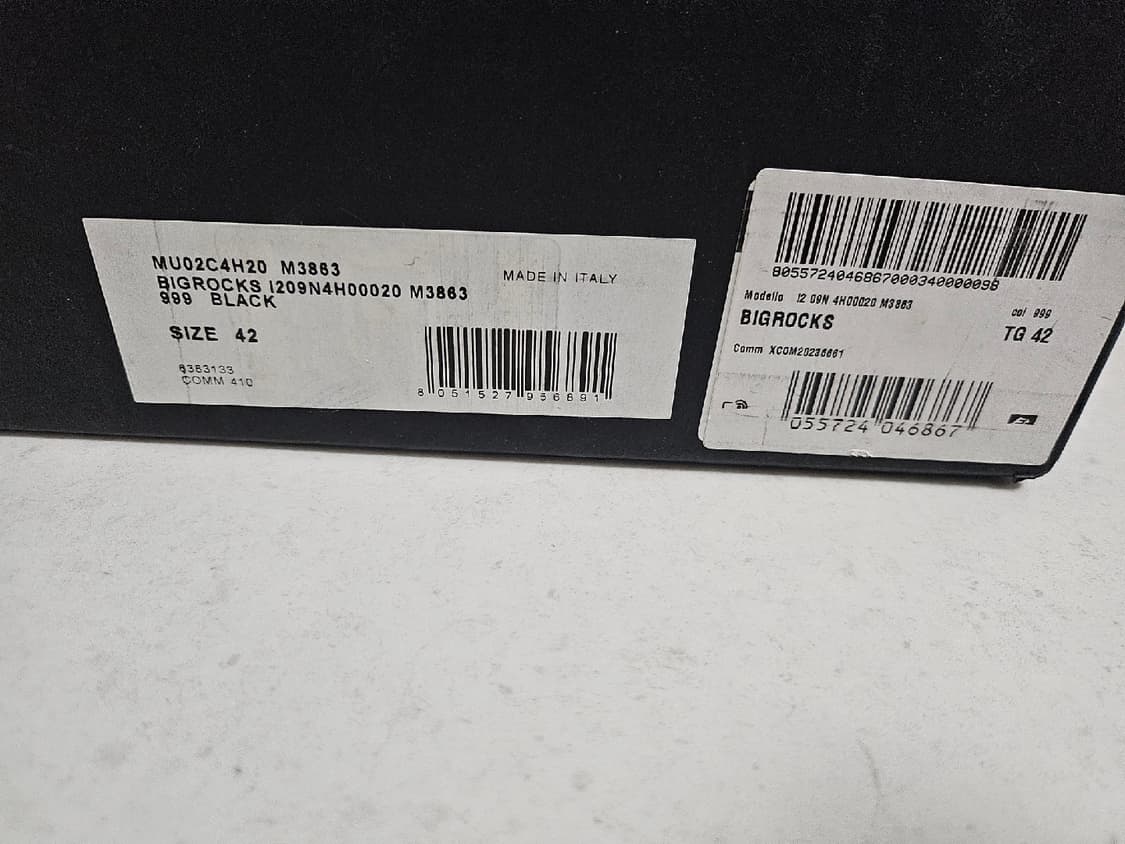 MU02C4H20 M3863
BIGROCKS I209N4H00020 M3863
999 BLACK
MADE IN ITALY
SIZE 42
8383133
COMM 410
8 051527 956891
8055724046867000340000098
Modello I2 09N 4H00020 M3863
col 999
BIGROCKS
TG 42
Comm XCOM20236661
055724 046867